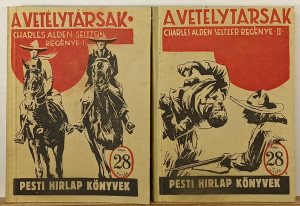 A VETÉLYTÁRSAK
CHARLES ALDEN SELTZER
REGÉNYE·I·
28
PESTI HIRLAP KÖNYVEK
A VETÉLYTÁRSAK
CHARLES ALDEN SELTZER REGÉNYE·II·
28
PESTI HIRLAP KÖNYVEK